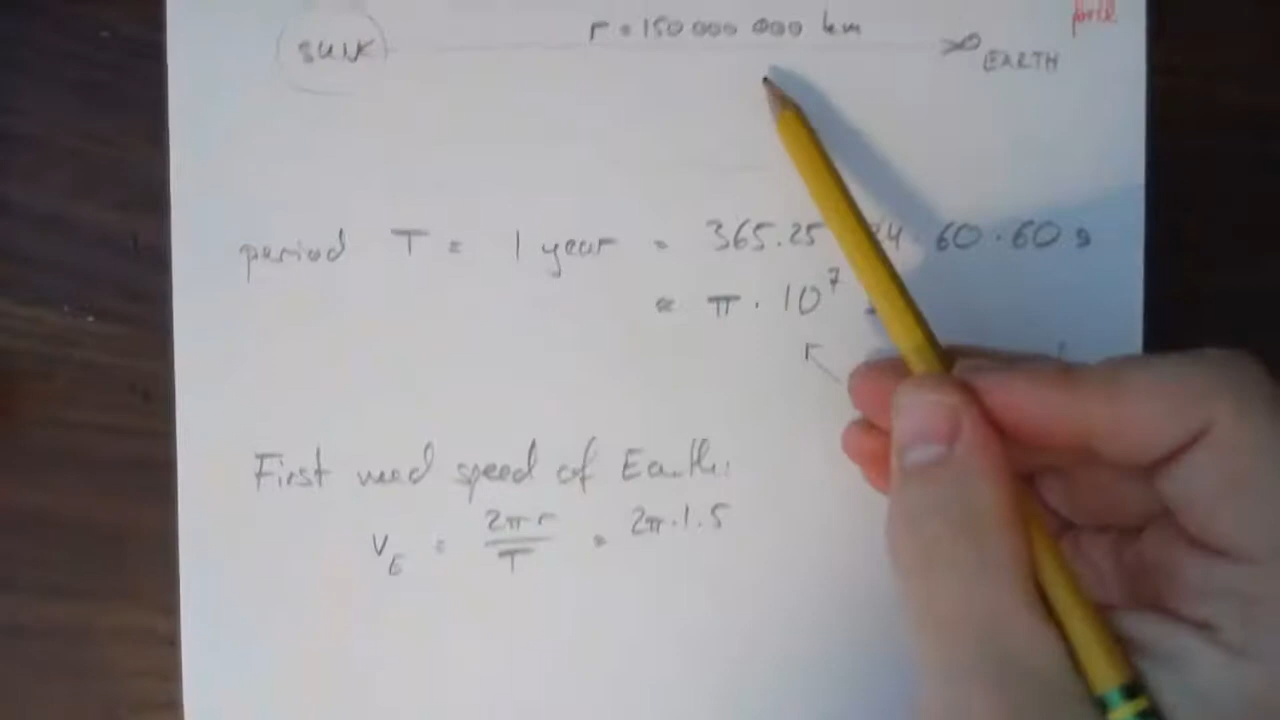 r = 150 000 000 km
SUN
EARTH
period T = 1 year = 365.25 24 60 · 60 s
≈ π · 10⁷
First need speed of Earth:
v_E = 2πr / T = 2π · 1.5